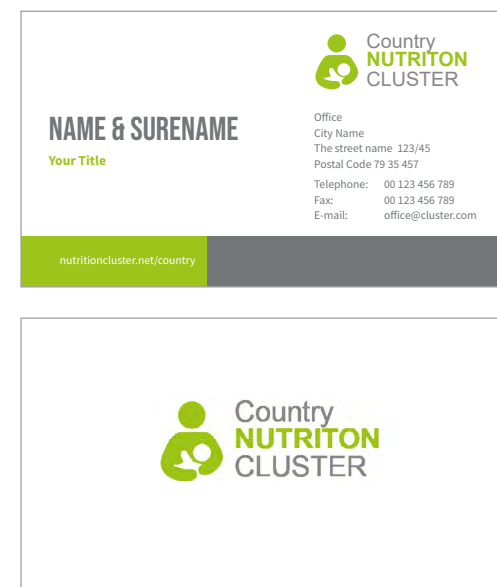 Country
NUTRITON
CLUSTER
NAME & SURENAME
Your Title
Office
City Name
The street name 123/45
Postal Code 79 35 457
Telephone: 00 123 456 789
Fax: 00 123 456 789
E-mail: office@cluster.com
nutritioncluster.net/country
Country
NUTRITON
CLUSTER